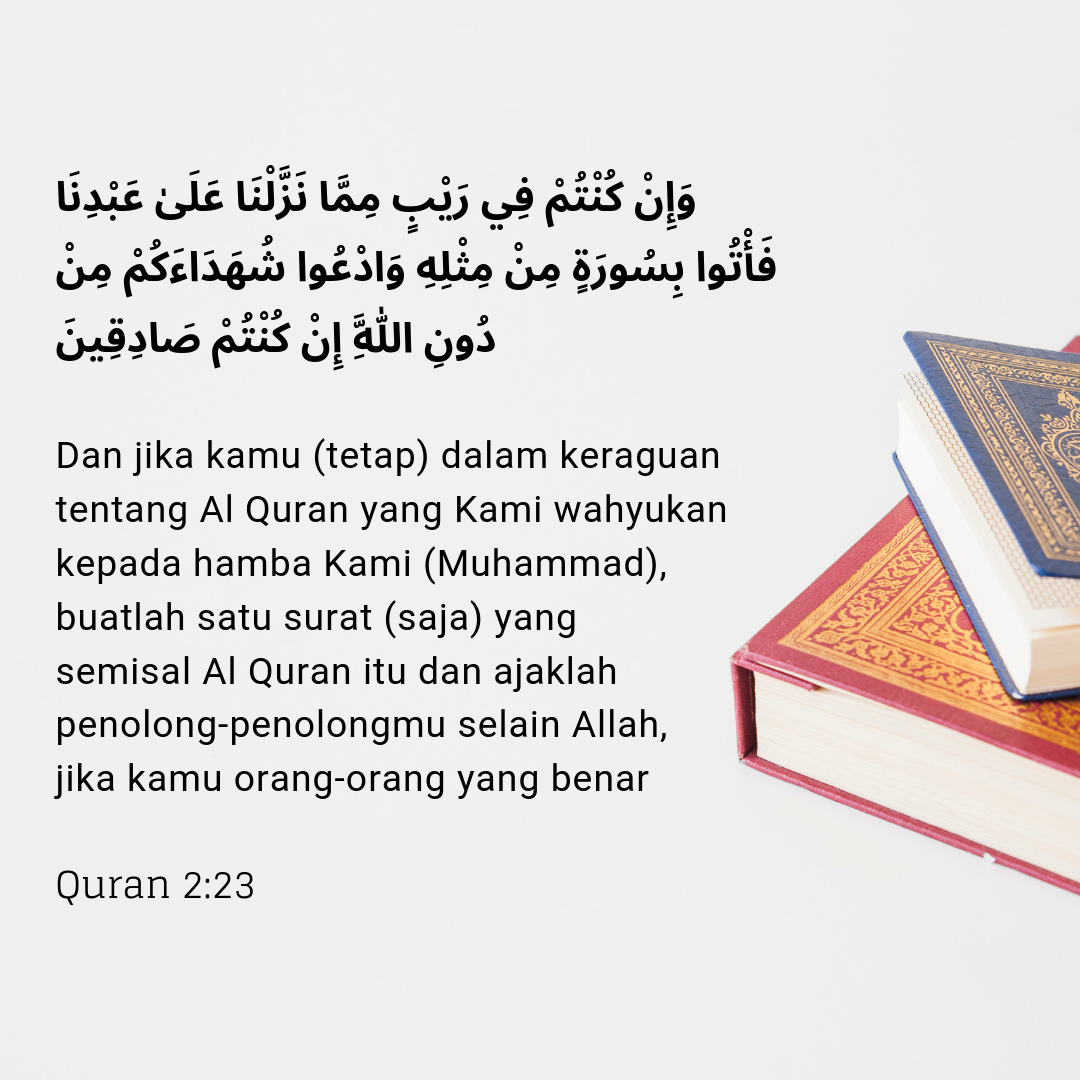 وَإِنْ كُنْتُمْ فِي رَيْبٍ مِمَّا نَزَّلْنَا عَلَىٰ عَبْدِنَا
فَأْتُوا بِسُورَةٍ مِنْ مِثْلِهِ وَادْعُوا شُهَدَاءَكُمْ مِنْ
دُونِ اللَّهِ إِنْ كُنْتُمْ صَادِقِينَ
Dan jika kamu (tetap) dalam keraguan
tentang Al Quran yang Kami wahyukan
kepada hamba Kami (Muhammad),
buatlah satu surat (saja) yang
semisal Al Quran itu dan ajaklah
penolong-penolongmu selain Allah,
jika kamu orang-orang yang benar
Quran 2:23